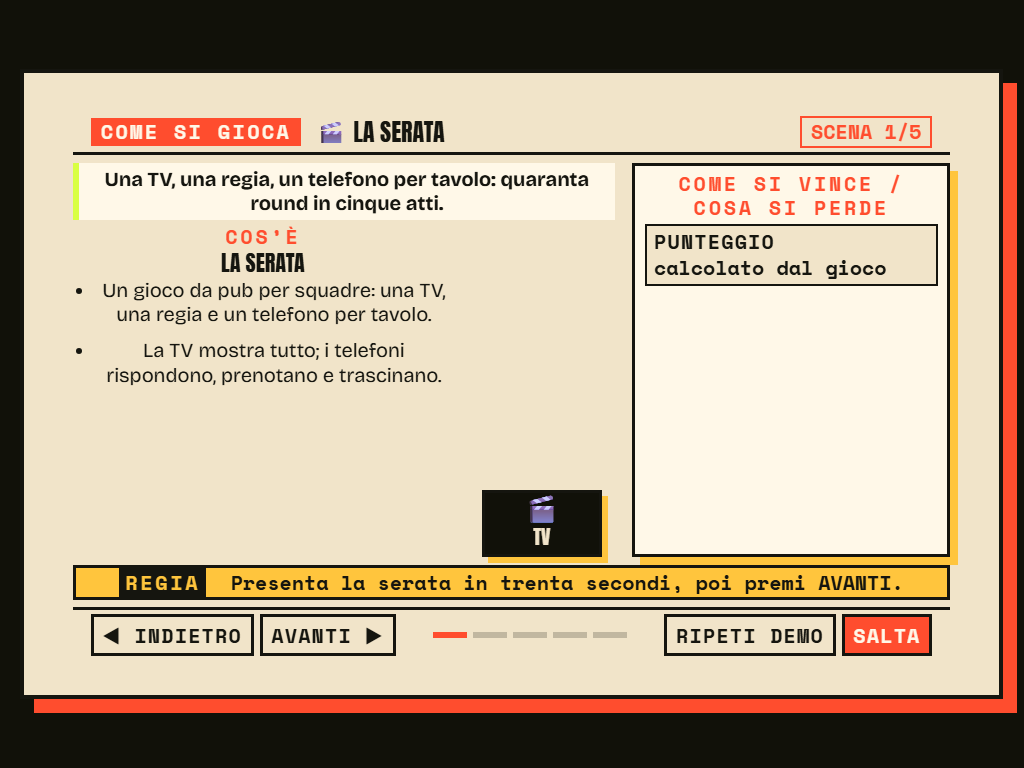 COME SI GIOCA
LA SERATA
SCENA 1/5
Una TV, una regia, un telefono per tavolo: quaranta
round in cinque atti.
COS'È
LA SERATA
• Un gioco da pub per squadre: una TV,
una regia e un telefono per tavolo.
• La TV mostra tutto; i telefoni
rispondono, prenotano e trascinano.
TV
COME SI VINCE /
COSA SI PERDE
PUNTEGGIO
calcolato dal gioco
REGIA Presenta la serata in trenta secondi, poi premi AVANTI.
◀ INDIETRO
AVANTI ▶
RIPETI DEMO
SALTA